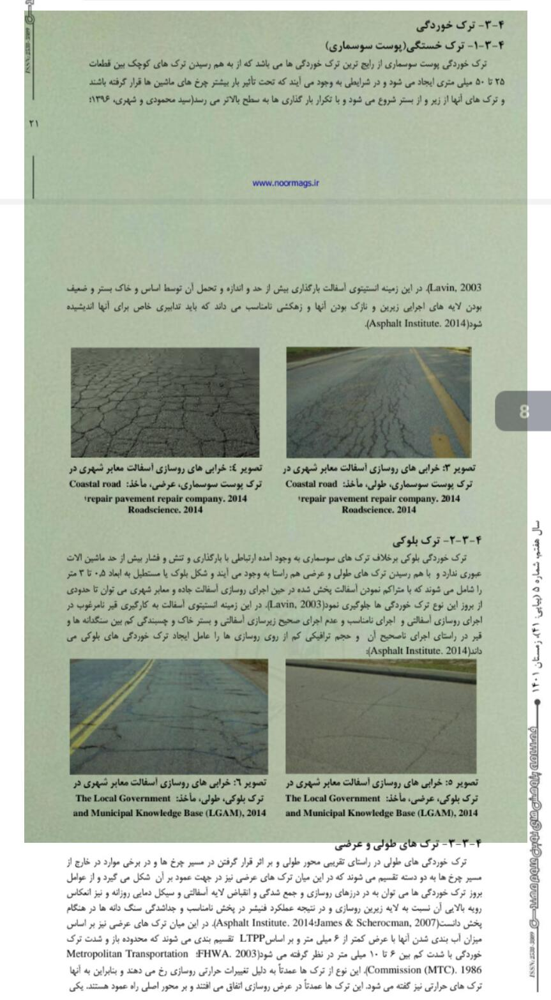 ۴-۳- ترک خوردگی
۴-۳-۱- ترک خستگی(پوست سوسماری)
ترک خوردگی پوست سوسماری از رایج ترین ترک خوردگی ها می باشد که از به هم رسیدن ترک های کوچک بین قطعات
۲۵ تا ۵۰ میلی متری ایجاد می شود و در شرایطی به وجود می آیند که تحت تأثیر بار بیشتر چرخ های ماشین ها قرار گرفته باشند
و ترک های آنها از زیر و از بستر شروع می شود و با تکرار بار گذاری ها به سطح بالاتر می رسد(سید محمودی و شهری، ۱۳۹۶؛
۲۱
www.noormags.ir
Lavin, 2003). در این زمینه انستیتوی آسفالت بارگذاری بیش از حد و اندازه و تحمل آن توسط اساس و خاک بستر و ضعیف
بودن لایه های اجرایی زیرین و نازک بودن آنها و زهکشی نامناسب می داند که باید تدابیری خاص برای آنها اندیشیده
شود(Asphalt Institute. 2014).
8
تصویر ۳: خرابی های روسازی آسفالت معابر شهری در
ترک پوست سوسماری، طولی، مأخذ: Coastal road
repair pavement repair company. 2014؛
Roadscience. 2014
تصویر ٤: خرابی های روسازی آسفالت معابر شهری در
ترک پوست سوسماری، عرضی، مأخذ: Coastal road
repair pavement repair company. 2014؛
Roadscience. 2014
۴-۳-۲- ترک بلوکی
ترک خوردگی بلوکی برخلاف ترک های سوسماری به وجود آمده ارتباطی با بارگذاری و تنش و فشار بیش از حد ماشین الات
عبوری ندارد و با هم رسیدن ترک های طولی و عرضی هم راستا به وجود می آیند و شکل بلوک یا مستطیل به ابعاد ۰،۵ تا ۳ متر
را شامل می شوند که با متراکم نمودن آسفالت پخش شده در حین اجرای روسازی آسفالت جاده و معابر شهری می توان تا حدودی
از بروز این نوع ترک خوردگی ها جلوگیری نمود(Lavin, 2003). در این زمینه انستیتوی آسفالت به کارگیری قیر نامرغوب در
اجرای روسازی آسفالتی و اجرای نامناسب و عدم اجرای صحیح زیرسازی آسفالتی و بستر خاک و چسبندگی کم بین سنگدانه ها و
قیر در راستای اجرای ناصحیح آن و حجم ترافیکی کم از روی روسازی ها را عامل ایجاد ترک خوردگی های بلوکی می
داند(Asphalt Institute. 2014):
تصویر ٥: خرابی های روسازی آسفالت معابر شهری در
ترک بلوکی، عرضی، مأخذ: The Local Government
and Municipal Knowledge Base (LGAM), 2014
تصویر ٦: خرابی های روسازی آسفالت معابر شهری در
ترک بلوکی، طولی، مأخذ: The Local Government
and Municipal Knowledge Base (LGAM), 2014
۴-۳-۳- ترک های طولی و عرضی
ترک خوردگی های طولی در راستای تقریبی محور طولی و بر اثر قرار گرفتن در مسیر چرخ ها و در برخی موارد در خارج از
مسیر چرخ ها به دو دسته تقسیم می شوند که در این میان ترک های عرضی نیز در جهت عمود بر آن شکل می گیرد و از عوامل
بروز ترک خوردگی ها می توان به در درزهای روسازی و جمع شدگی و انقباض لایه آسفالتی و سیکل دمایی روزانه و نیز انعکاس
رویه بالایی آن نسبت به لایه زیرین روسازی و در نتیجه عملکرد فنیشر در پخش نامناسب و جداشدگی سنگ دانه ها در هنگام
پخش دانست(James & Scherocman, 2007؛Asphalt Institute. 2014). در این میان ترک های عرضی نیز بر اساس
میزان آب بندی شدن آنها با عرض کمتر از ۶ میلی متر و بر اساس LTPP تقسیم بندی می شوند که محدوده باز و شدت ترک
خوردگی با شدت کم بین ۶ تا ۱۰ میلی متر در نظر گرفته می شود(FHWA. 2003؛ Metropolitan Transportation
Commission (MTC). 1986). این نوع از ترک ها عمدتاً به دلیل تغییرات حرارتی روسازی رخ می دهند و بنابراین به آنها
ترک های حرارتی نیز گفته می شود. این ترک ها عمدتاً در عرض روسازی اتفاق می افتند و بر محور اصلی راه عمود هستند. یکی
سال هفتم، شماره ۵ (پیاپی: ۴۱)، زمستان ۱۴۰۱
ISSN: 2538-3809